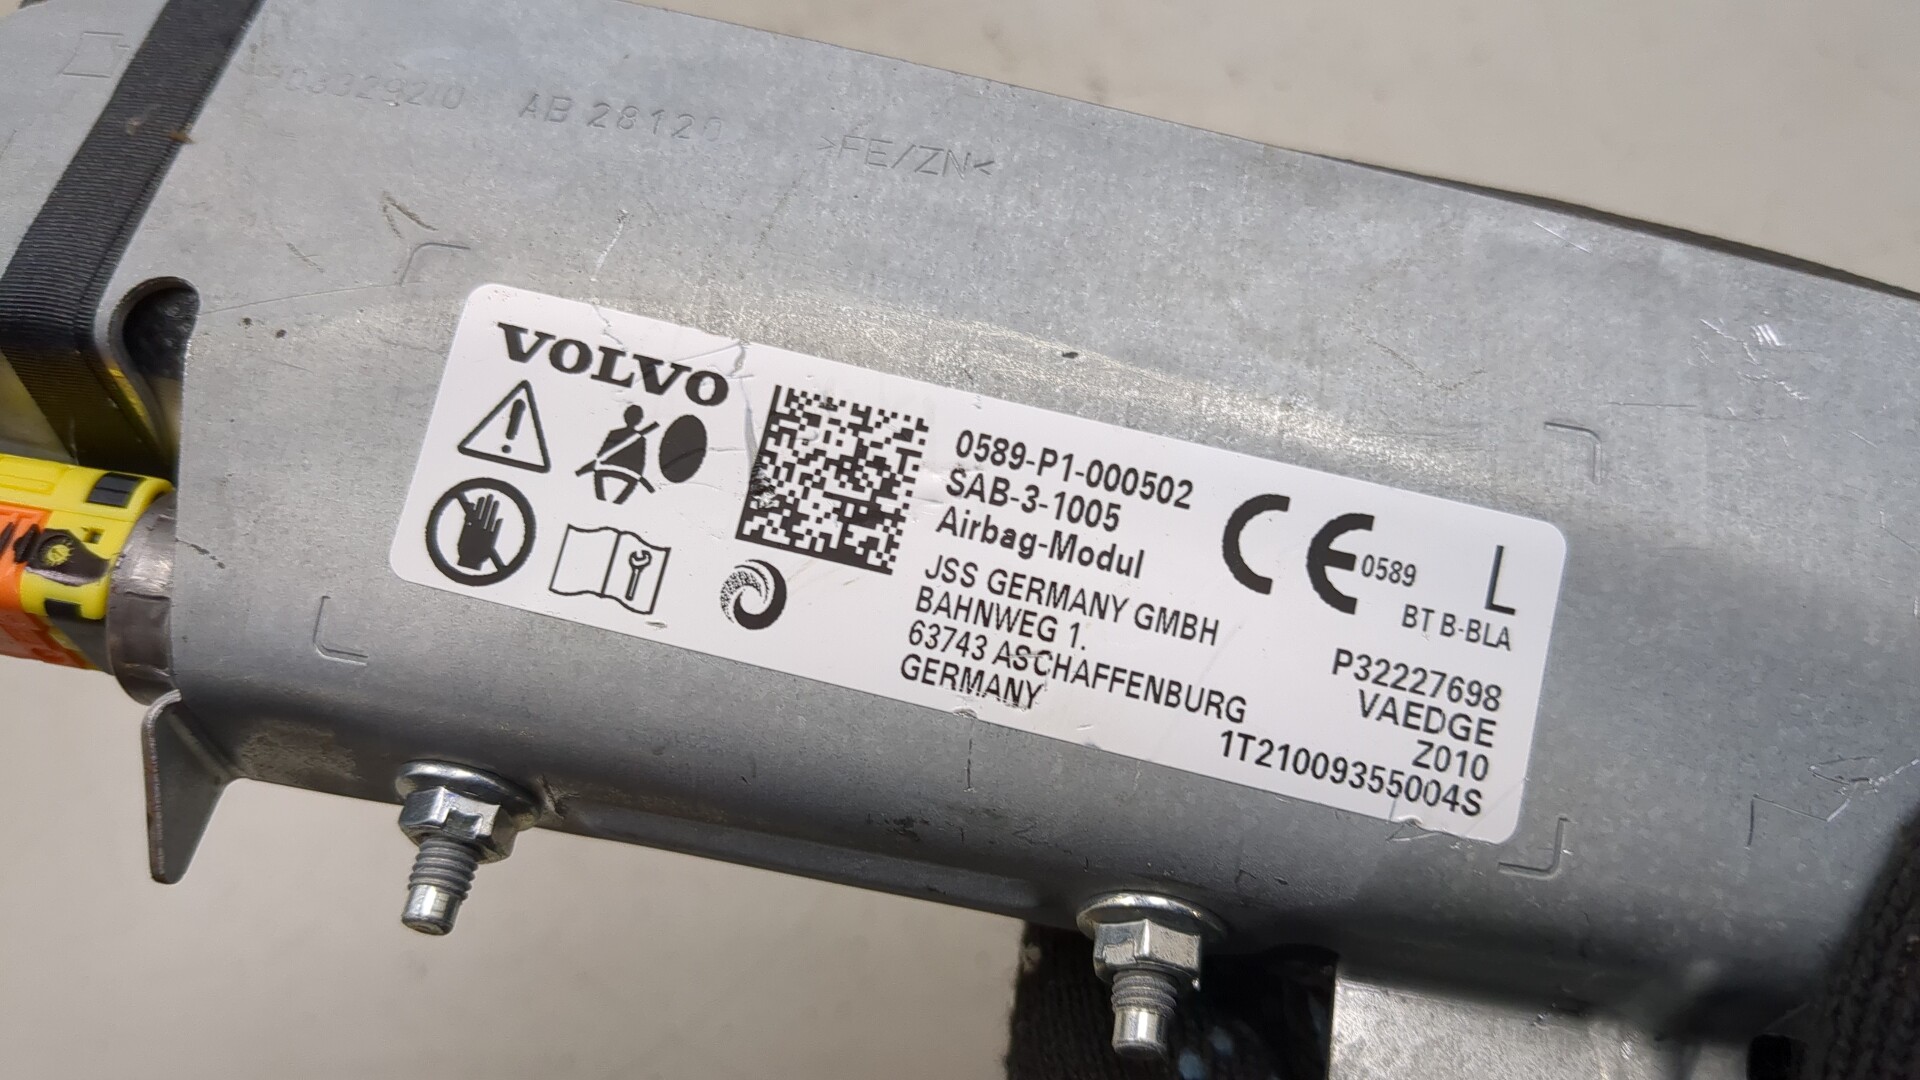 AB 28120
>FE/ZN<
VOLVO
0589-P1-000502
SAB-3-1005
Airbag-Modul
JSS GERMANY GMBH
BAHNWEG 1.
63743 ASCHAFFENBURG
GERMANY
CE 0589
L
BT B-BLA
P32227698
VAEDGE
Z010
1T21009355004S